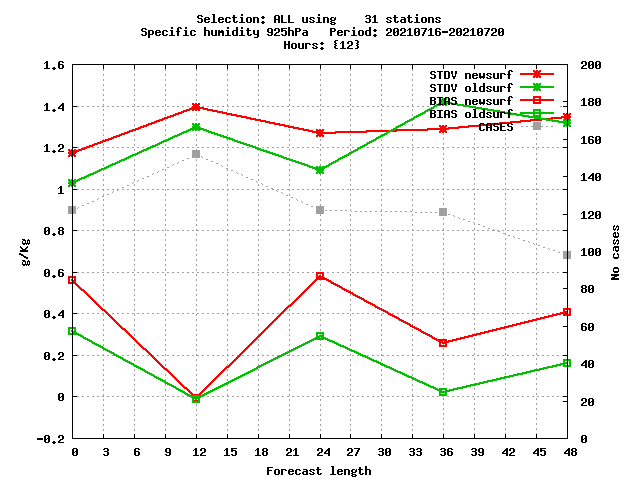 Selection: ALL using    31 stations
Specific humidity 925hPa   Period: 20210716-20210720
Hours: {12}
STDV newsurf
STDV oldsurf
BIAS newsurf
BIAS oldsurf
CASES
g/Kg
1.6
1.4
1.2
1
0.8
0.6
0.4
0.2
0
-0.2
200
180
160
140
120
100
80
60
40
20
0
No cases
0 3 6 9 12 15 18 21 24 27 30 33 36 39 42 45 48
Forecast length